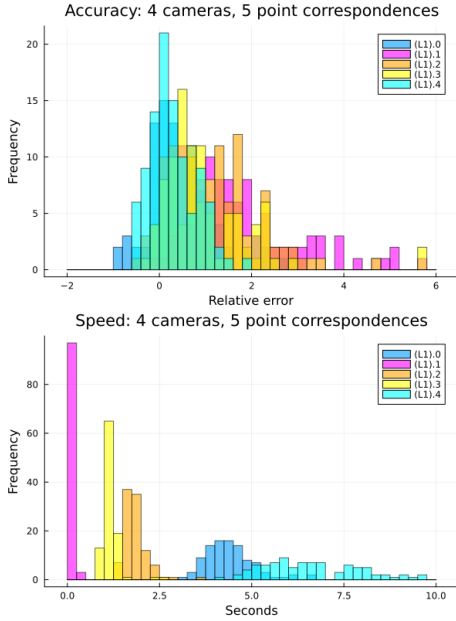 Accuracy: 4 cameras, 5 point correspondences
20
15
10
5
0
Frequency
(L1).0
(L1).1
(L1).2
(L1).3
(L1).4
−2
0
2
4
6
Relative error
Speed: 4 cameras, 5 point correspondences
80
60
40
20
0
Frequency
(L1).0
(L1).1
(L1).2
(L1).3
(L1).4
0.0
2.5
5.0
7.5
10.0
Seconds